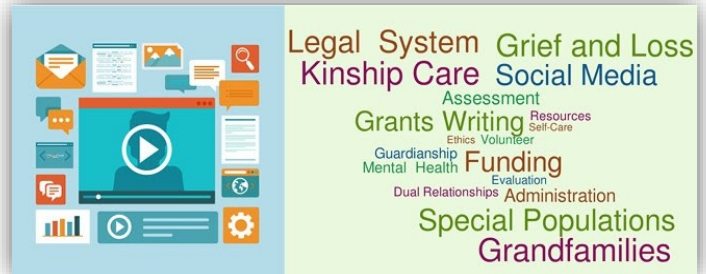 Legal System Grief and Loss
Kinship Care Social Media
Assessment
Grants Writing Resources
Self-Care
Ethics Volunteer
Guardianship Funding
Mental Health
Evaluation
Dual Relationships Administration
Special Populations
Grandfamilies